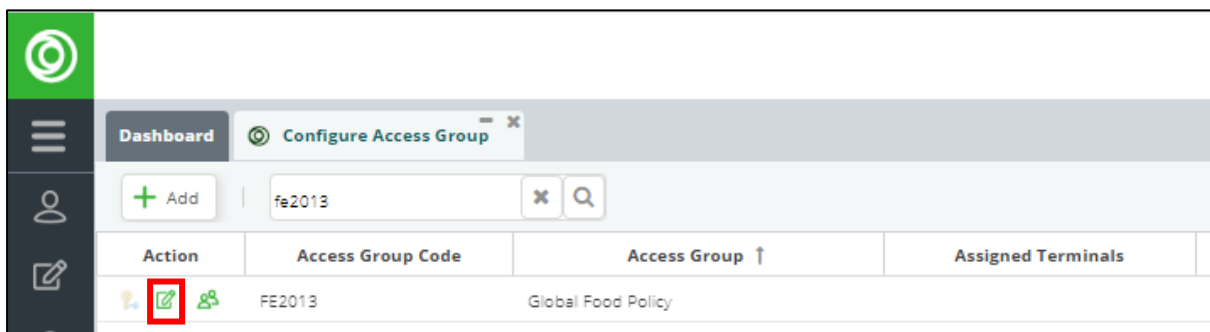 Dashboard Configure Access Group
Add fe2013
Action Access Group Code Access Group ↑ Assigned Terminals
FE2013 Global Food Policy